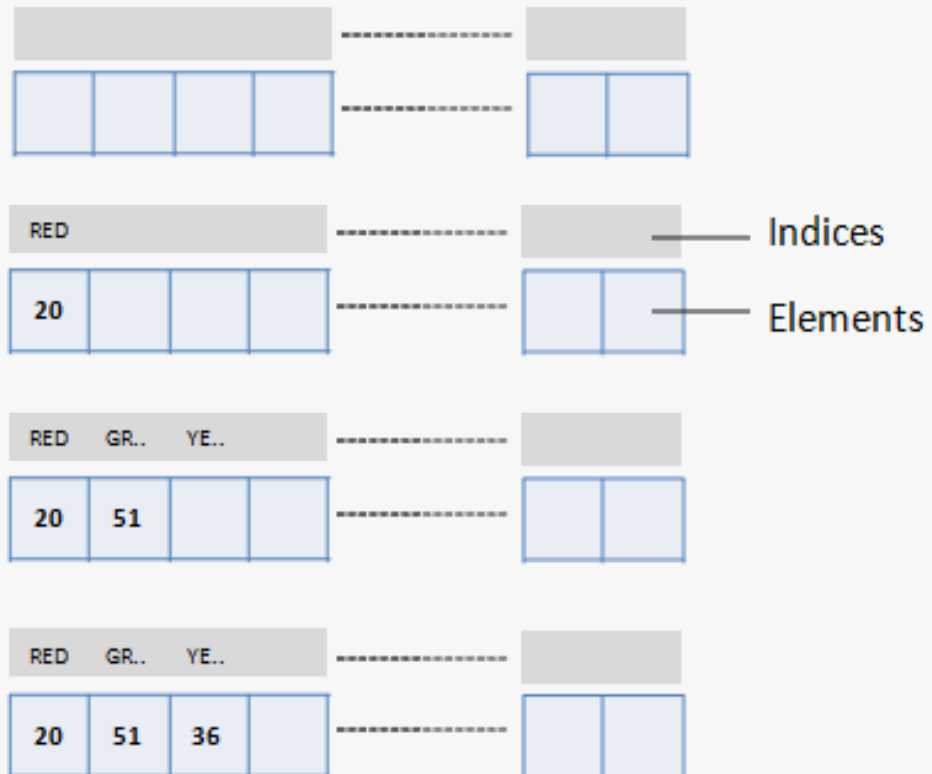 RED
Indices
20
Elements
RED GR.. YE..
20 51
RED GR.. YE..
20 51 36